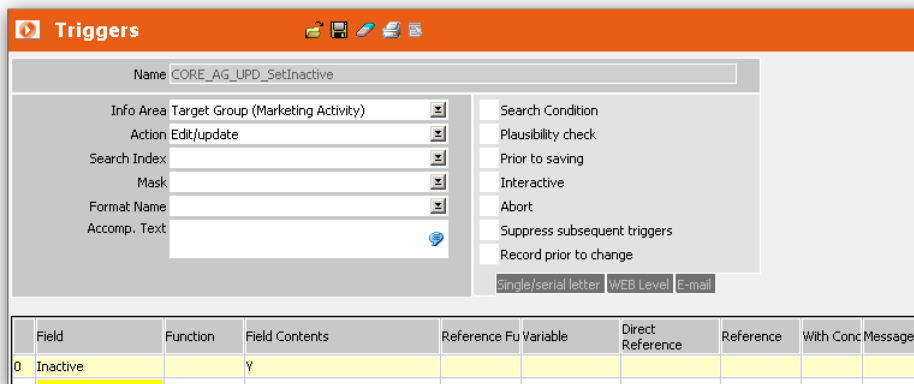 Triggers
Name CORE_AG_UPD_SetInactive
Info Area Target Group (Marketing Activity)
Action Edit/update
Search Index
Mask
Format Name
Accomp. Text
Search Condition
Plausibility check
Prior to saving
Interactive
Abort
Suppress subsequent triggers
Record prior to change
Single/serial letter WEB Level E-mail
Field Function Field Contents Reference Fu Variable Direct Reference Reference With Conc Message
0 Inactive Y